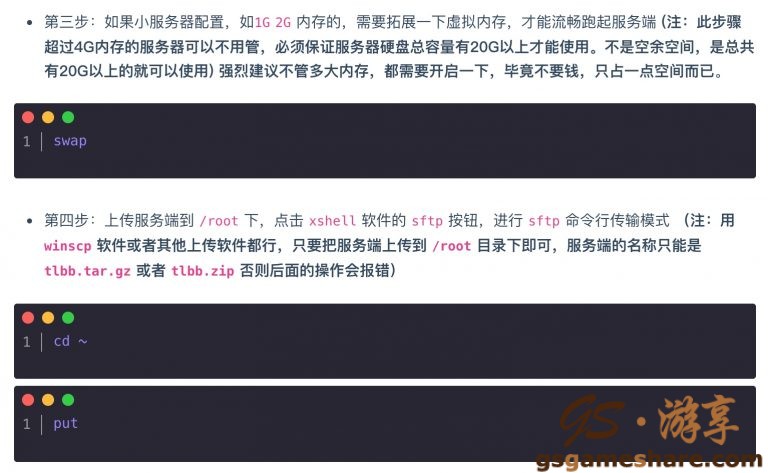 第三步：如果小服务器配置，如1G 2G 内存的，需要拓展一下虚拟内存，才能流畅跑起服务端 (注：此步骤
超过4G内存的服务器可以不用管，必须保证服务器硬盘总容量有20G以上才能使用。不是空余空间，是总共
有20G以上的就可以使用) 强烈建议不管多大内存，都需要开启一下，毕竟不要钱，只占一点空间而已。
1 swap
第四步：上传服务端到 /root 下，点击 xshell 软件的 sftp 按钮，进行 sftp 命令行传输模式 （注：用
winscp 软件或者其他上传软件都行，只要把服务端上传到 /root 目录下即可，服务端的名称只能是
tlbb.tar.gz 或者 tlbb.zip 否则后面的操作会报错）
1 cd ~
1 put
GS·游享
gsgameshare.com